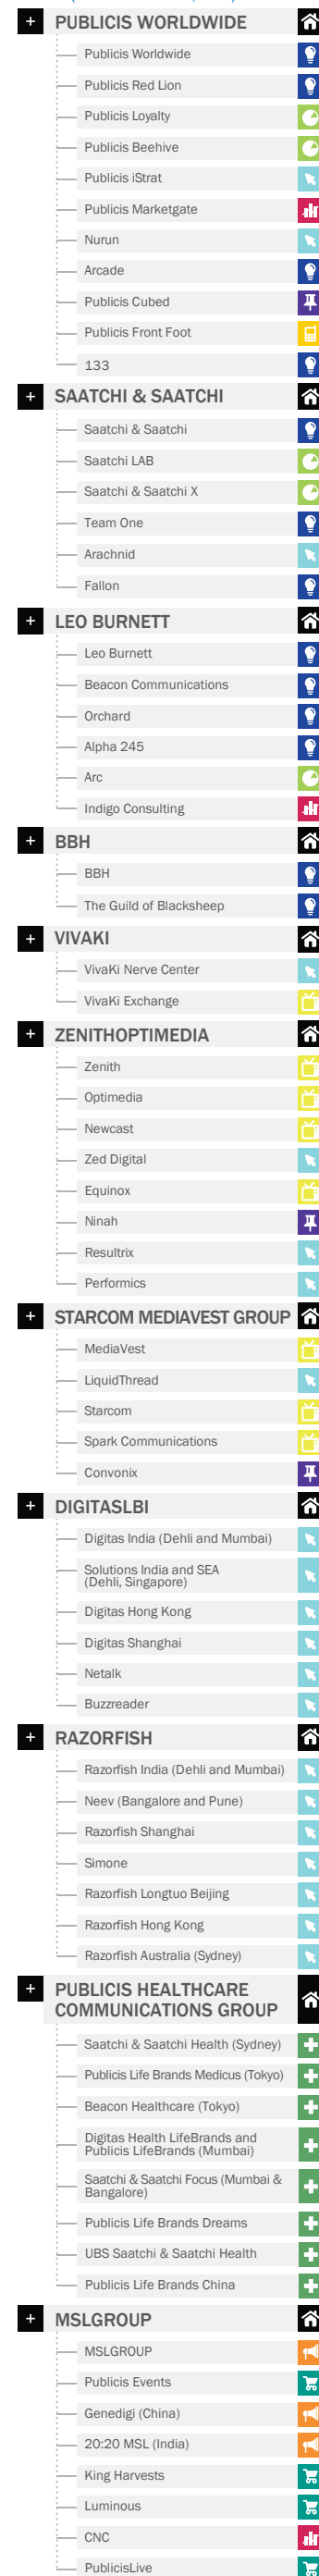 PUBLICIS WORLDWIDE
Publicis Worldwide
Publicis Red Lion
Publicis Loyalty
Publicis Beehive
Publicis iStrat
Publicis Marketgate
Nurun
Arcade
Publicis Cubed
Publicis Front Foot
133
SAATCHI & SAATCHI
Saatchi & Saatchi
Saatchi LAB
Saatchi & Saatchi X
Team One
Arachnid
Fallon
LEO BURNETT
Leo Burnett
Beacon Communications
Orchard
Alpha 245
Arc
Indigo Consulting
BBH
BBH
The Guild of Blacksheep
VIVAKI
VivaKi Nerve Center
VivaKi Exchange
ZENITHOPTIMEDIA
Zenith
Optimedia
Newcast
Zed Digital
Equinox
Ninah
Resultrix
Performics
STARCOM MEDIAVEST GROUP
MediaVest
LiquidThread
Starcom
Spark Communications
Convonix
DIGITASLBI
Digitas India (Dehli and Mumbai)
Solutions India and SEA
(Dehli, Singapore)
Digitas Hong Kong
Digitas Shanghai
Netalk
Buzzreader
RAZORFISH
Razorfish India (Dehli and Mumbai)
Neev (Bangalore and Pune)
Razorfish Shanghai
Simone
Razorfish Longtuo Beijing
Razorfish Hong Kong
Razorfish Australia (Sydney)
PUBLICIS HEALTHCARE
COMMUNICATIONS GROUP
Saatchi & Saatchi Health (Sydney)
Publicis Life Brands Medicus (Tokyo)
Beacon Healthcare (Tokyo)
Digitas Health LifeBrands and
Publicis LifeBrands (Mumbai)
Saatchi & Saatchi Focus (Mumbai &
Bangalore)
Publicis Life Brands Dreams
UBS Saatchi & Saatchi Health
Publicis Life Brands China
MSLGROUP
MSLGROUP
Publicis Events
Genedigi (China)
20:20 MSL (India)
King Harvests
Luminous
CNC
PublicisLive